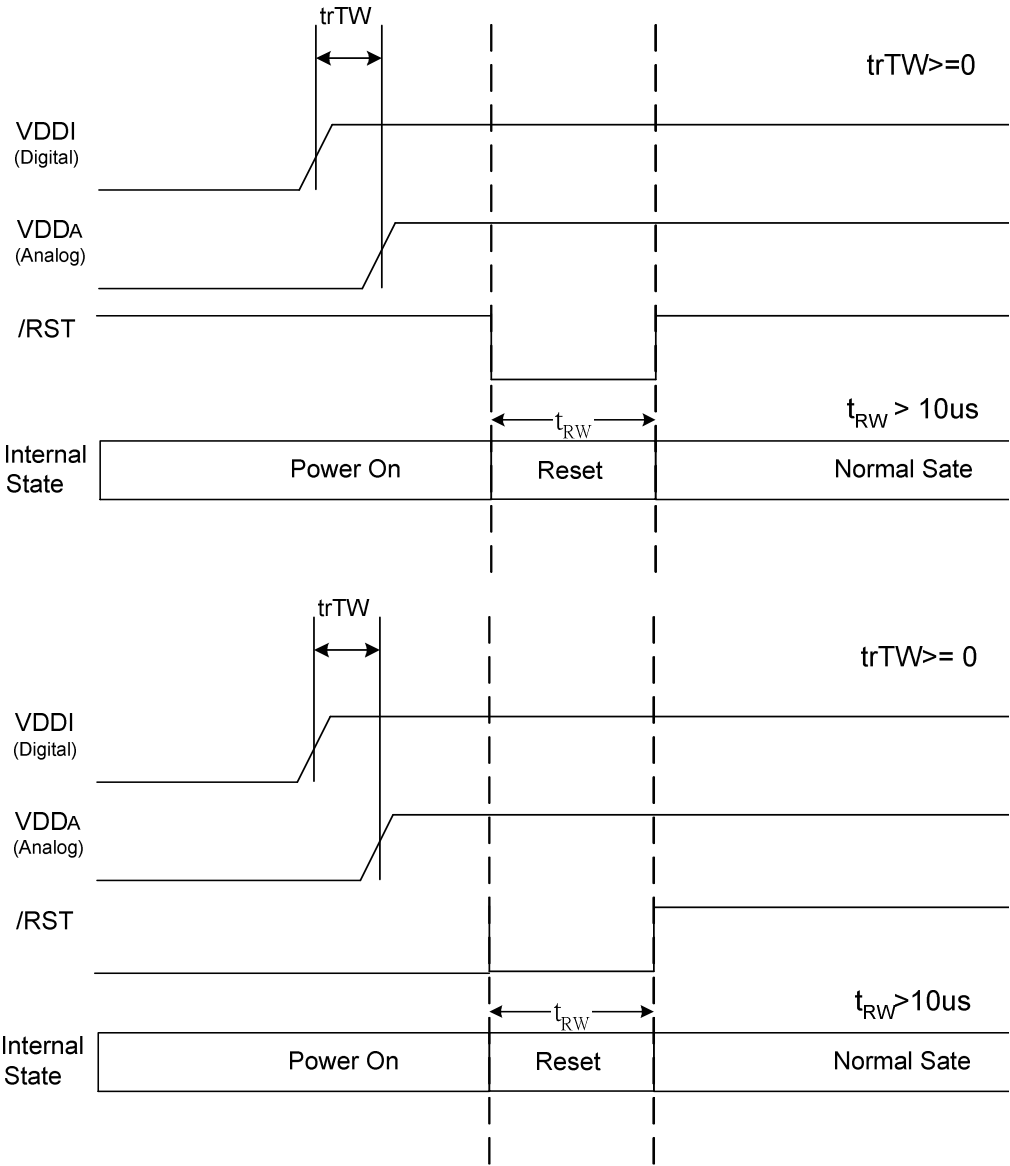 trTW
trTW>=0
VDDI
(Digital)
VDDA
(Analog)
/RST
tRW > 10us
tRW
Internal
State
Power On
Reset
Normal Sate
trTW
trTW>= 0
VDDI
(Digital)
VDDA
(Analog)
/RST
tRW>10us
tRW
Internal
State
Power On
Reset
Normal Sate